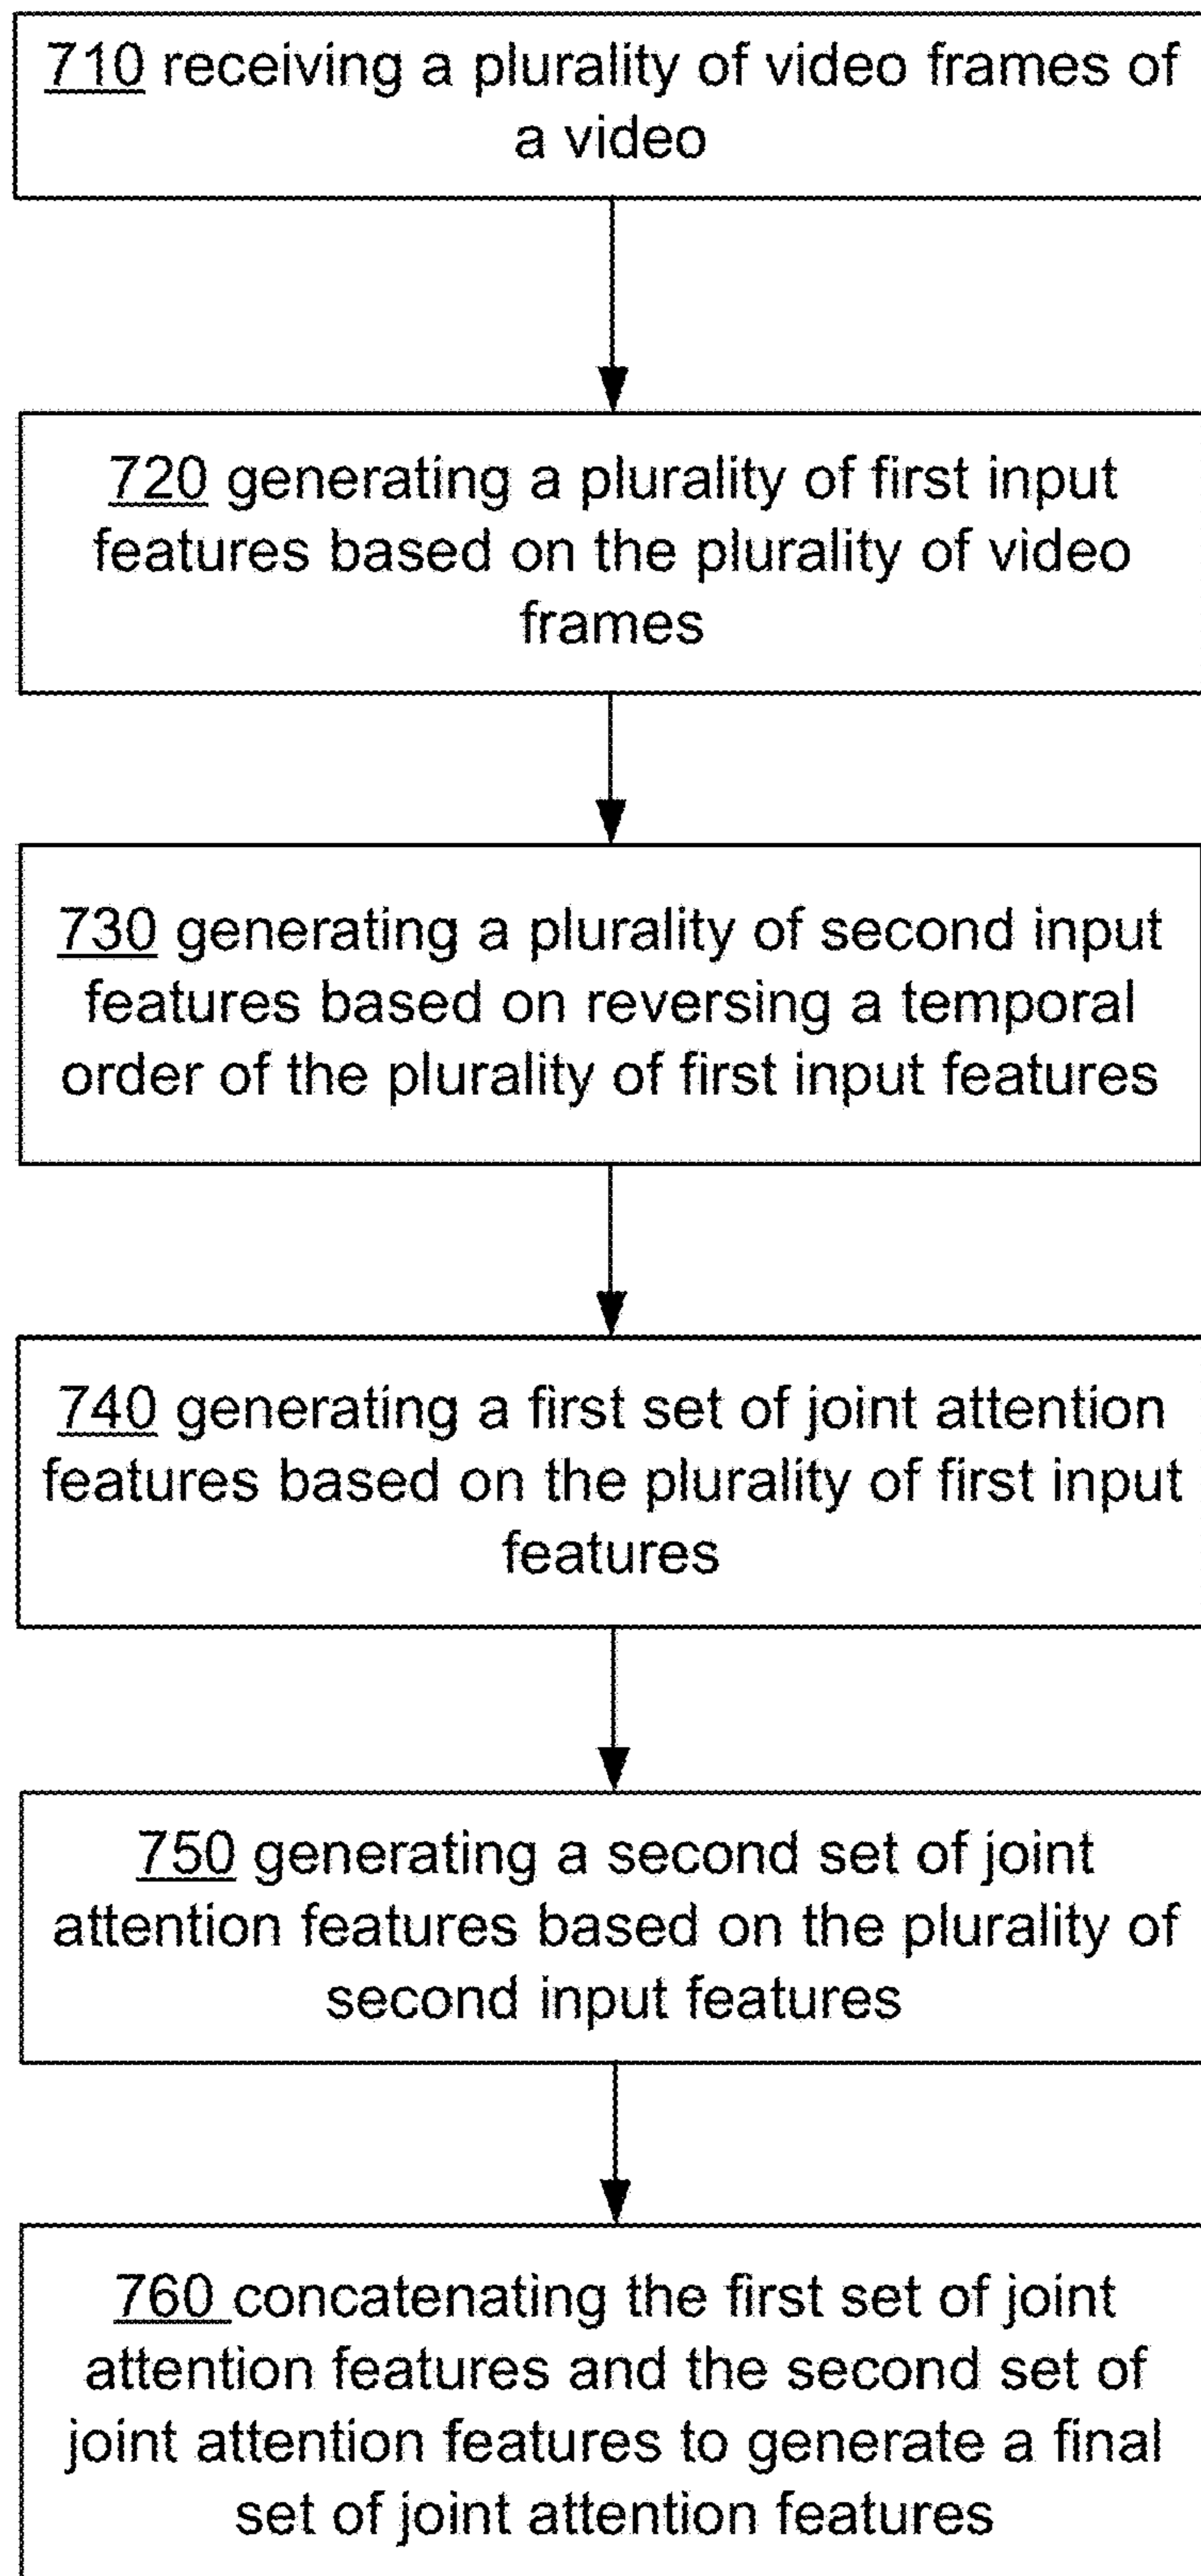 710 receiving a plurality of video frames of
a video
720 generating a plurality of first input
features based on the plurality of video
frames
730 generating a plurality of second input
features based on reversing a temporal
order of the plurality of first input features
740 generating a first set of joint attention
features based on the plurality of first input
features
750 generating a second set of joint
attention features based on the plurality of
second input features
760 concatenating the first set of joint
attention features and the second set of
joint attention features to generate a final
set of joint attention features